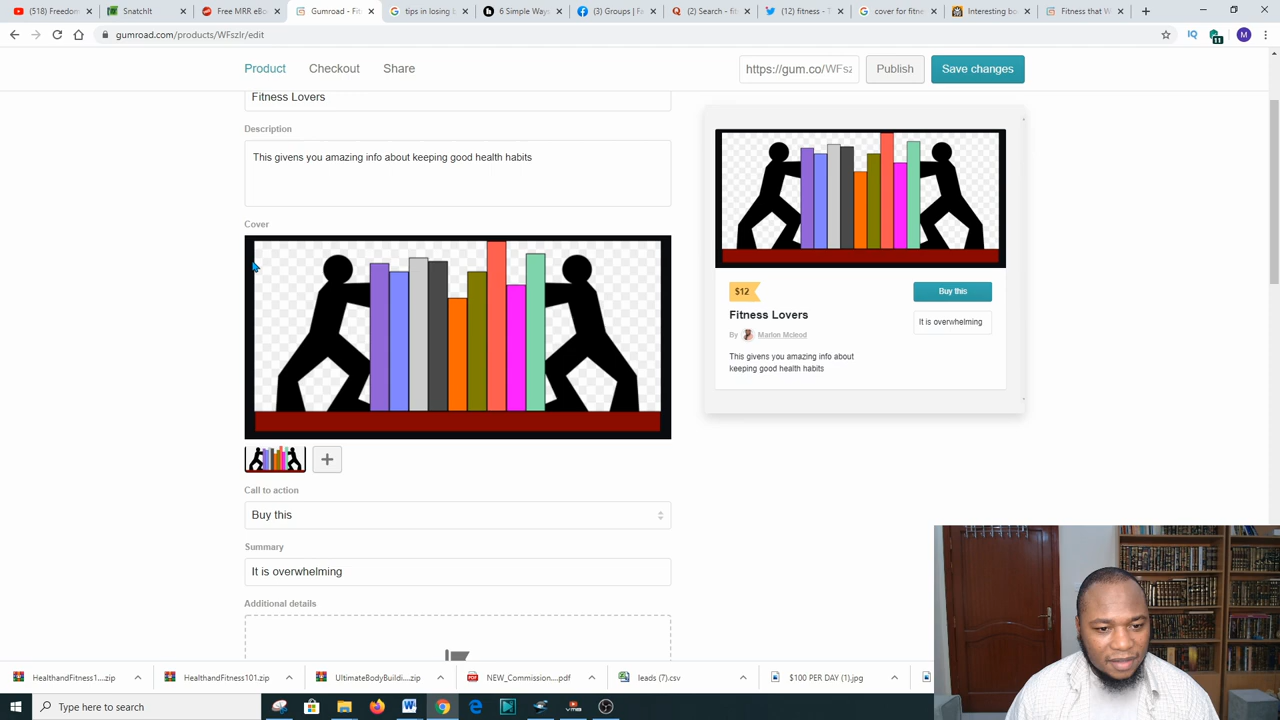 (518) Freedom
SnatchIt
Free MRR eBo
Gumroad - Fit
tips in losing b
6 Simple Ways
(3) Groups | Fa
(2) Search - fit
(12) fitness - T
cover for fitne
Interesting bo
Fitness that W
gumroad.com/products/WFszIr/edit
IQ
11
M
Product
Checkout
Share
https://gum.co/WFsz
Publish
Save changes
Fitness Lovers
Description
This givens you amazing info about keeping good health habits
Cover
$12
Buy this
Fitness Lovers
It is overwhelming
By
Marlon Mcleod
This givens you amazing info about
keeping good health habits
Call to action
Buy this
Summary
It is overwhelming
Additional details
HealthandFitness1....zip
HealthandFitness101.zip
UltimateBodyBuildi....zip
NEW_Commission....pdf
leads (7).csv
$100 PER DAY (1).jpg
Type here to search